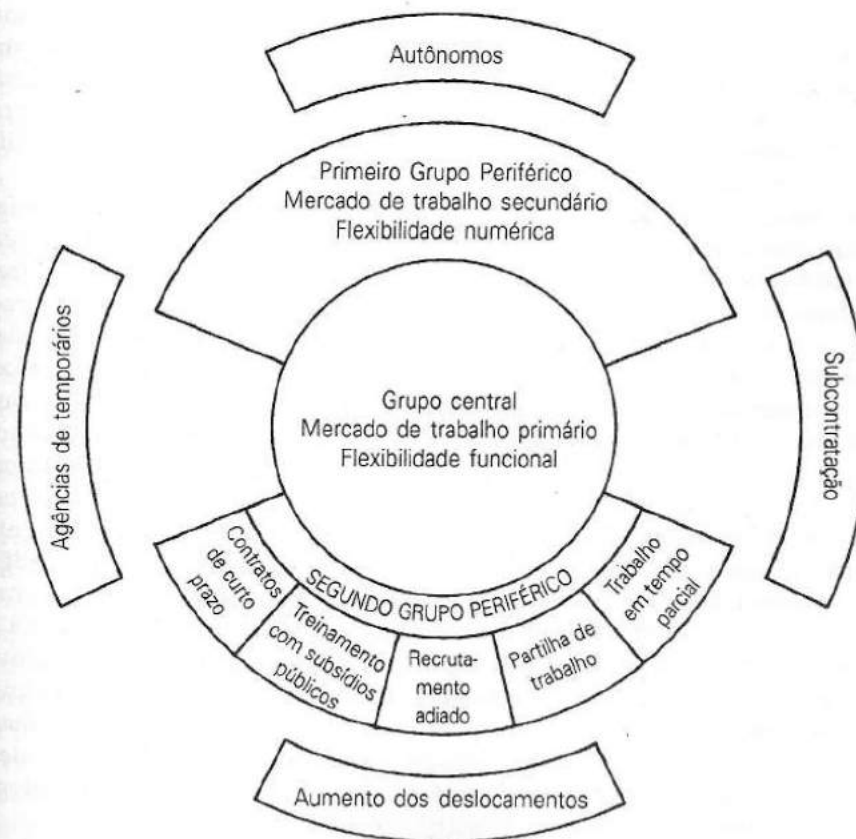 Autônomos
Primeiro Grupo Periférico
Mercado de trabalho secundário
Flexibilidade numérica
Agências de temporários
Grupo central
Mercado de trabalho primário
Flexibilidade funcional
Subcontratação
SEGUNDO GRUPO PERIFÉRICO
Contratos
de curto
prazo
Treinamento
com subsídios
públicos
Recruta-
mento
adiado
Partilha de
trabalho
Trabalho
em tempo
parcial
Aumento dos deslocamentos